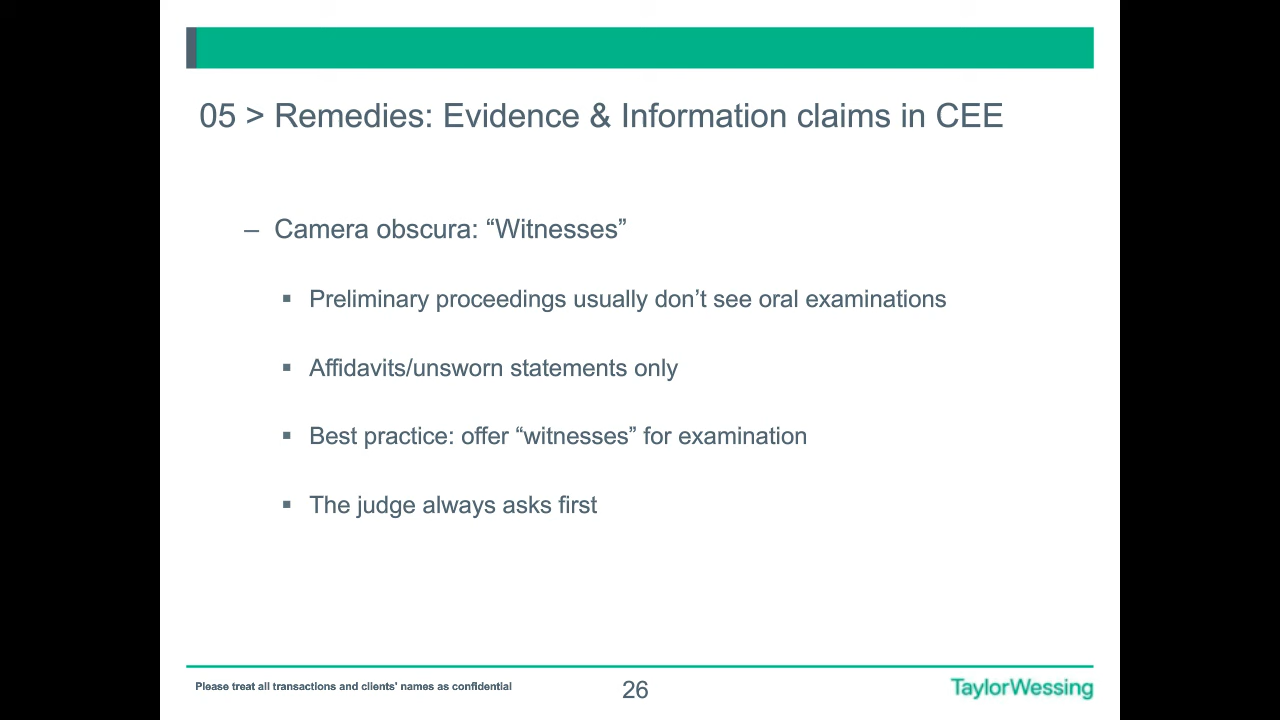 05 > Remedies: Evidence & Information claims in CEE
– Camera obscura: “Witnesses”
▪ Preliminary proceedings usually don’t see oral examinations
▪ Affidavits/unsworn statements only
▪ Best practice: offer “witnesses” for examination
▪ The judge always asks first
Please treat all transactions and clients' names as confidential
26
TaylorWessing